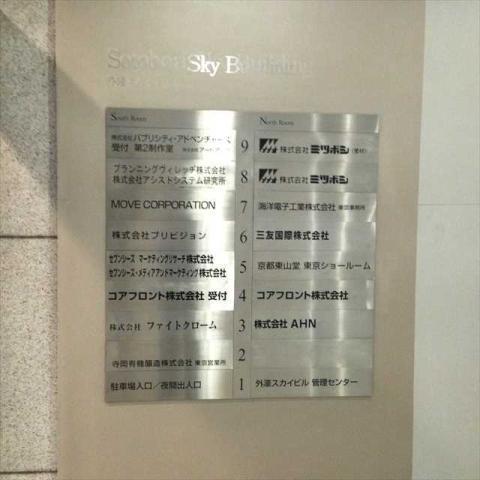 Sotobori Sky Building
South Room
North Room
株式会社 パブリシティ・アドベンチャーズ
受付 第2制作室
9
株式会社 ミツボシ
プランニングヴィレッヂ株式会社
株式会社アシストシステム研究所
8
株式会社 ミツボシ
MOVE CORPORATION
7
海洋電子工業株式会社 東京事務所
株式会社プリビジョン
6
三友国際株式会社
セブンシーズ マーケティングリサーチ株式会社
セブンシーズ・メディアアンドマーケティング株式会社
5
京都東山堂 東京ショールーム
コアフロント株式会社 受付
4
コアフロント株式会社
株式会社 ファイトクローム
3
株式会社 AHN
寺岡有機醸造株式会社 東京営業所
2
駐車場入口／夜間出入口
1
外濠スカイビル 管理センター